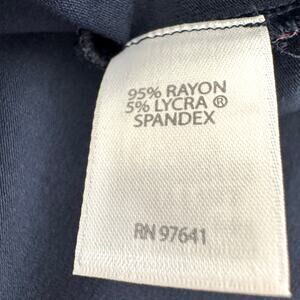 95% RAYON
5% LYCRA ®
SPANDEX
RN 97641